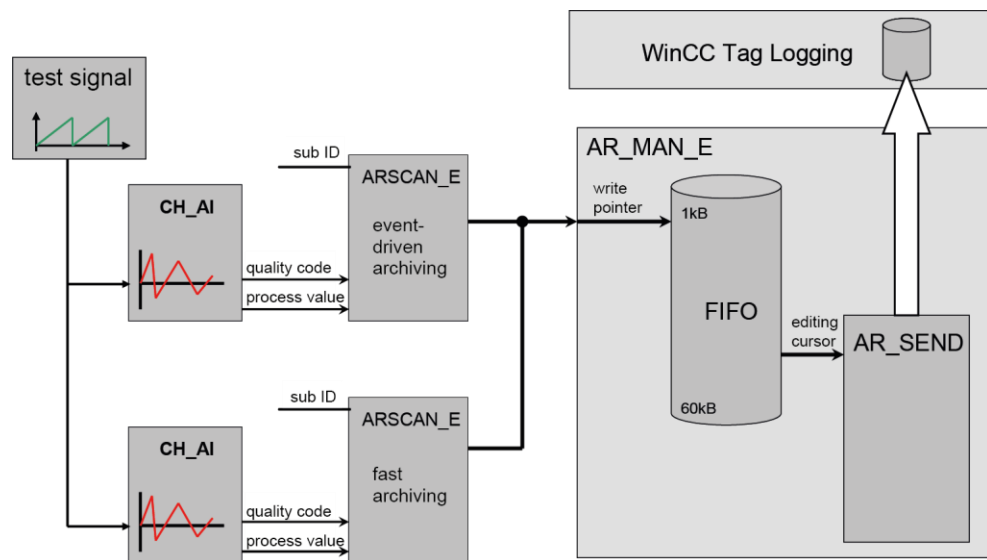 WinCC Tag Logging
test signal
AR_MAN_E
sub ID
ARSCAN_E
write
pointer
1kB
CH_AI
event-
driven
archiving
quality code
process value
FIFO
editing
cursor
AR_SEND
60kB
sub ID
ARSCAN_E
CH_AI
fast
archiving
quality code
process value